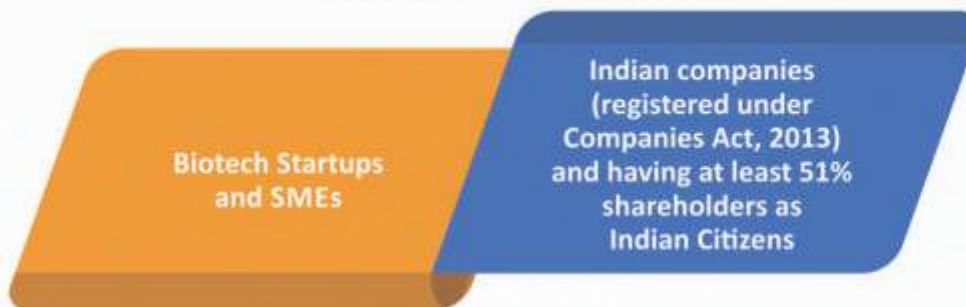 Biotech Startups
and SMEs
Indian companies
(registered under
Companies Act, 2013)
and having at least 51%
shareholders as
Indian Citizens